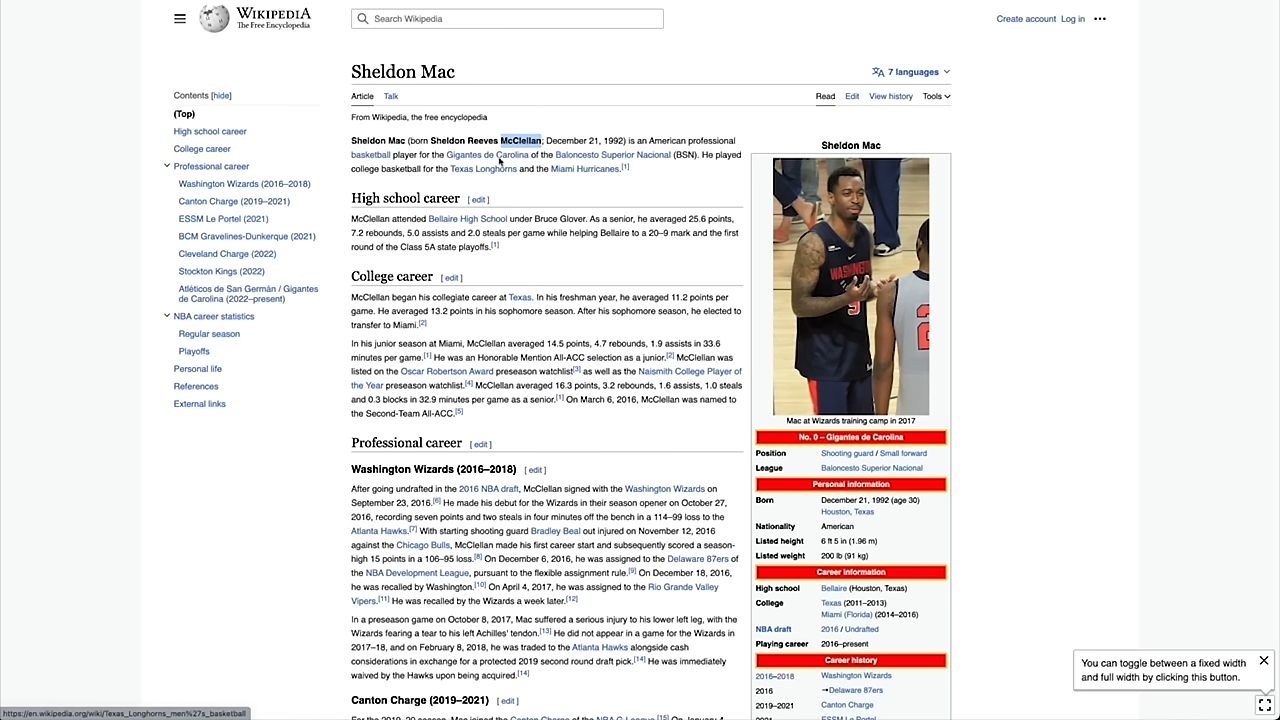 WIKIPEDIA
The Free Encyclopedia
Search Wikipedia
Create account Log in
Sheldon Mac
7 languages
Article Talk
Read Edit View history Tools
From Wikipedia, the free encyclopedia
Contents [hide]
(Top)
High school career
College career
Professional career
Washington Wizards (2016–2018)
Canton Charge (2019–2021)
ESSM Le Portel (2021)
BCM Gravelines-Dunkerque (2021)
Cleveland Charge (2022)
Stockton Kings (2022)
Atléticos de San Germán / Gigantes
de Carolina (2022–present)
NBA career statistics
Regular season
Playoffs
Personal life
References
External links
Sheldon Mac (born Sheldon Reeves McClellan; December 21, 1992) is an American professional
basketball player for the Gigantes de Carolina of the Baloncesto Superior Nacional (BSN). He played
college basketball for the Texas Longhorns and the Miami Hurricanes.[1]
High school career [ edit ]
McClellan attended Bellaire High School under Bruce Glover. As a senior, he averaged 25.6 points,
7.2 rebounds, 5.0 assists and 2.0 steals per game while helping Bellaire to a 20–9 mark and the first
round of the Class 5A state playoffs.[1]
College career [ edit ]
McClellan began his collegiate career at Texas. In his freshman year, he averaged 11.2 points per
game. He averaged 13.2 points in his sophomore season. After his sophomore season, he elected to
transfer to Miami.[2]
In his junior season at Miami, McClellan averaged 14.5 points, 4.7 rebounds, 1.9 assists in 33.6
minutes per game.[1] He was an Honorable Mention All-ACC selection as a junior.[2] McClellan was
listed on the Oscar Robertson Award preseason watchlist[3] as well as the Naismith College Player of
the Year preseason watchlist.[4] McClellan averaged 16.3 points, 3.2 rebounds, 1.6 assists, 1.0 steals
and 0.3 blocks in 32.9 minutes per game as a senior.[1] On March 6, 2016, McClellan was named to
the Second-Team All-ACC.[5]
Professional career [ edit ]
Washington Wizards (2016–2018) [ edit ]
After going undrafted in the 2016 NBA draft, McClellan signed with the Washington Wizards on
September 23, 2016.[6] He made his debut for the Wizards in their season opener on October 27,
2016, recording seven points and two steals in four minutes off the bench in a 114–99 loss to the
Atlanta Hawks.[7] With starting shooting guard Bradley Beal out injured on November 12, 2016
against the Chicago Bulls, McClellan made his first career start and subsequently scored a season-
high 15 points in a 106–95 loss.[8] On December 6, 2016, he was assigned to the Delaware 87ers of
the NBA Development League, pursuant to the flexible assignment rule.[9] On December 18, 2016,
he was recalled by Washington.[10] On April 4, 2017, he was assigned to the Rio Grande Valley
Vipers.[11] He was recalled by the Wizards a week later.[12]
In a preseason game on October 8, 2017, Mac suffered a serious injury to his lower left leg, with the
Wizards fearing a tear to his left Achilles' tendon.[13] He did not appear in a game for the Wizards in
2017–18, and on February 8, 2018, he was traded to the Atlanta Hawks alongside cash
considerations in exchange for a protected 2019 second round draft pick.[14] He was immediately
waived by the Hawks upon being acquired.[14]
Canton Charge (2019–2021) [ edit ]
Sheldon Mac
WASHINGTON
9
2
Mac at Wizards training camp in 2017
No. 0 – Gigantes de Carolina
Position Shooting guard / Small forward
League Baloncesto Superior Nacional
Personal information
Born December 21, 1992 (age 30)
Houston, Texas
Nationality American
Listed height 6 ft 5 in (1.96 m)
Listed weight 200 lb (91 kg)
Career information
High school Bellaire (Houston, Texas)
College Texas (2011–2013)
Miami (Florida) (2014–2016)
NBA draft 2016 / Undrafted
Playing career 2016–present
Career history
2016–2018 Washington Wizards
2016 →Delaware 87ers
2019–2021 Canton Charge
You can toggle between a fixed width
and full width by clicking this button.
https://en.wikipedia.org/wiki/Texas_Longhorns_men%27s_basketball